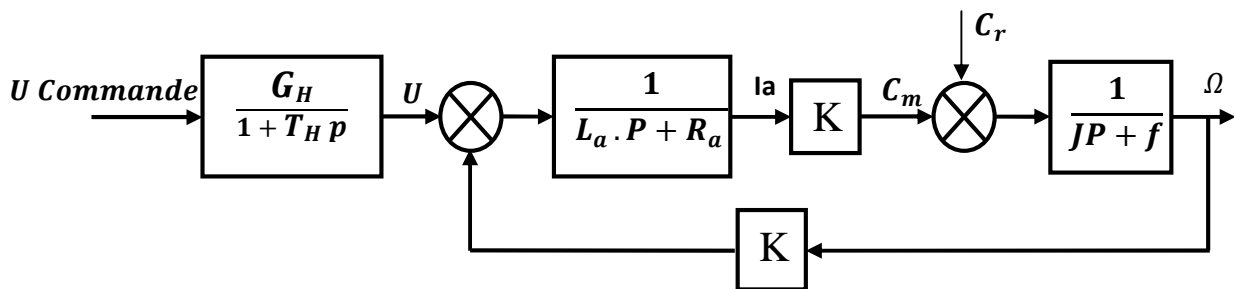 C_r
U Commande
G_H
1 + T_H p
U
1
L_a . P + R_a
Ia
K
C_m
1
JP + f
Ω
K